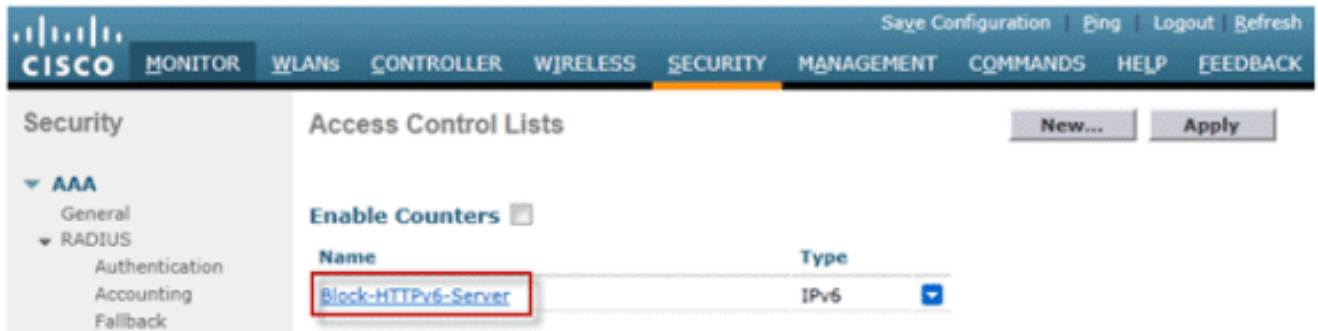 Save Configuration | Ping | Logout | Refresh
CISCO MONITOR WLANs CONTROLLER WIRELESS SECURITY MANAGEMENT COMMANDS HELP FEEDBACK
Security
Access Control Lists
New...
Apply
AAA
General
RADIUS
Authentication
Accounting
Fallback
Enable Counters
Name Type
Block-HTTPv6-Server IPv6